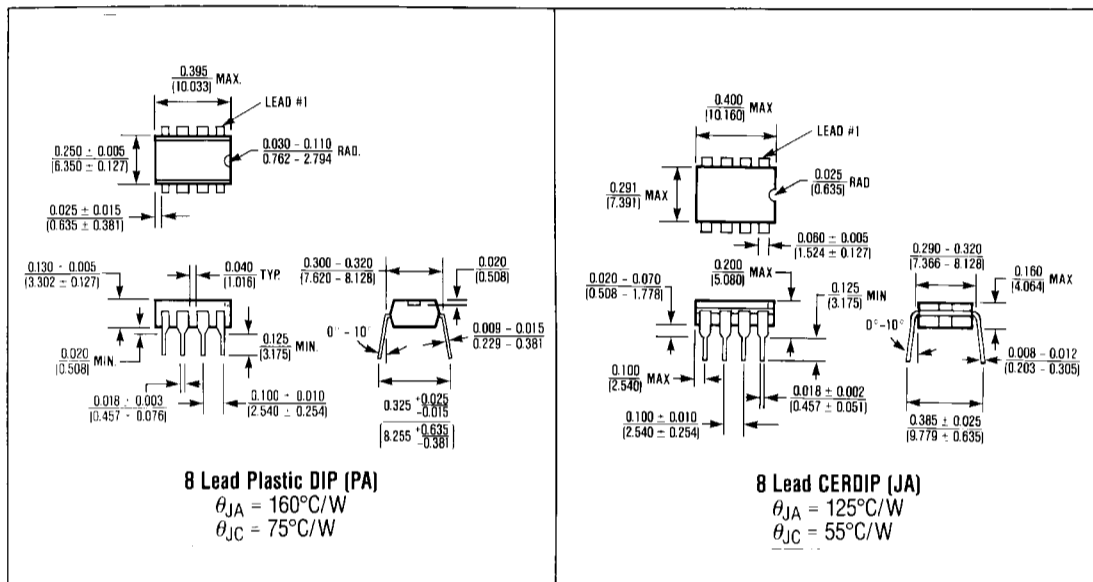 0.395
(10.033)
MAX.
LEAD #1
0.250 ± 0.005
(6.350 ± 0.127)
0.030 - 0.110
0.762 - 2.794
RAD.
0.025 ± 0.015
(0.635 ± 0.381)
0.130 - 0.005
(3.302 ± 0.127)
0.040
(1.016)
TYP.
0.300 - 0.320
(7.620 - 8.128)
0.020
(0.508)
0.020
(0.508)
MIN.
0.125
(3.175)
MIN.
0° - 10°
0.009 - 0.015
0.229 - 0.381
0.018 ± 0.003
(0.457 ± 0.076)
0.100 ± 0.010
(2.540 ± 0.254)
0.325 +0.025 -0.015
(8.255 +0.635 -0.381)
8 Lead Plastic DIP (PA)
θJA = 160°C/W
θJC = 75°C/W
0.400
(10.160)
MAX
LEAD #1
0.291
(7.391)
MAX
0.025
(0.635)
RAD
0.060 ± 0.005
(1.524 ± 0.127)
0.020 - 0.070
(0.508 - 1.778)
0.200
(5.080)
MAX
0.125
(3.175)
MIN
0.290 - 0.320
(7.366 - 8.128)
0.160
(4.064)
MAX
0° - 10°
0.008 - 0.012
(0.203 - 0.305)
0.100
(2.540)
MAX
0.018 ± 0.002
(0.457 ± 0.051)
0.100 ± 0.010
(2.540 ± 0.254)
0.385 ± 0.025
(9.779 ± 0.635)
8 Lead CERDIP (JA)
θJA = 125°C/W
θJC = 55°C/W